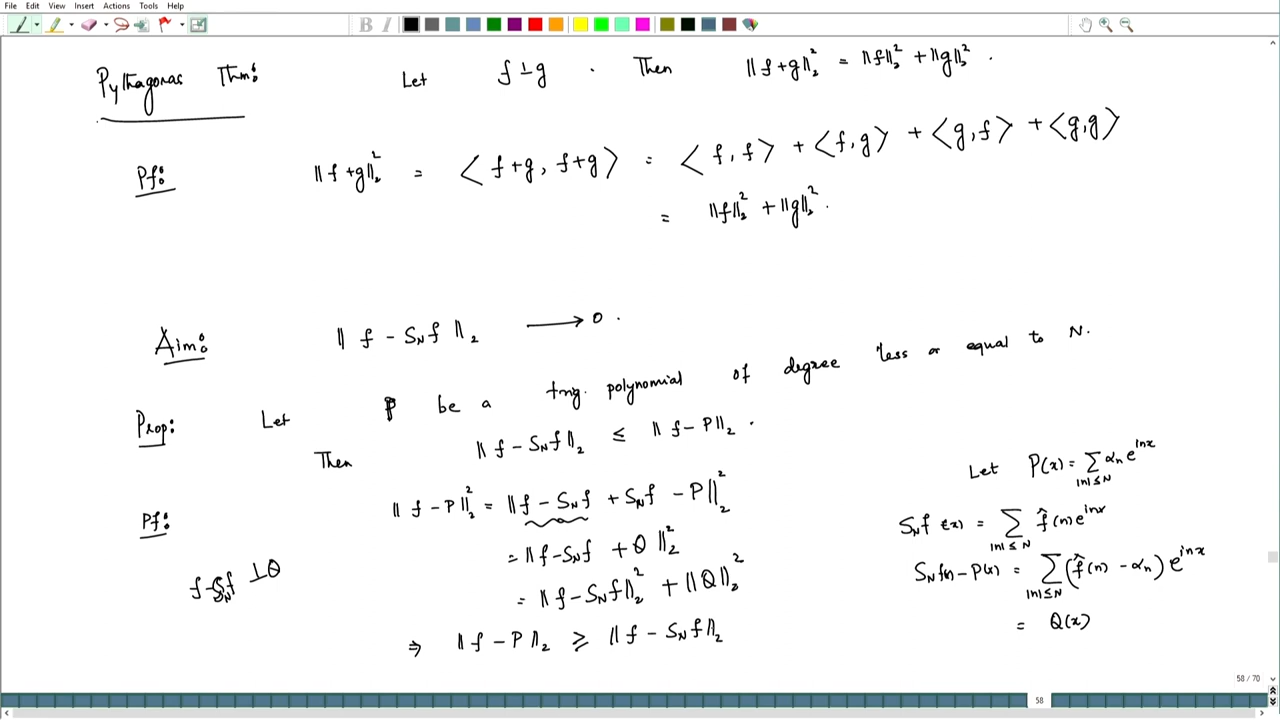 File Edit View Insert Actions Tools Help
B I
Pythagoras Thm: Let f ⊥ g . Then ‖f+g‖₂² = ‖f‖₂² + ‖g‖₂² .
Pf: ‖f+g‖₂² = ⟨f+g, f+g⟩ = ⟨f, f⟩ + ⟨f, g⟩ + ⟨g, f⟩ + ⟨g, g⟩
= ‖f‖₂² + ‖g‖₂² .
Aim: ‖f - S_N f‖₂ ⟶ 0 .
Prop: Let P be a trig. polynomial of degree less or equal to N.
Then ‖f - S_N f‖₂ ≤ ‖f - P‖₂ .
Pf: ‖f - P‖₂² = ‖f - S_N f + S_N f - P‖₂²
= ‖f - S_N f + Q‖₂²
f - S_N f ⊥ Q
= ‖f - S_N f‖₂² + ‖Q‖₂²
⇒ ‖f - P‖₂ ≥ ‖f - S_N f‖₂
Let P(x) = ∑_{|n|≤N} α_n e^{inx}
S_N f(x) = ∑_{|n|≤N} f̂(n) e^{inx}
S_N f(x) - P(x) = ∑_{|n|≤N} (f̂(n) - α_n) e^{inx}
= Q(x)
58 / 70
58